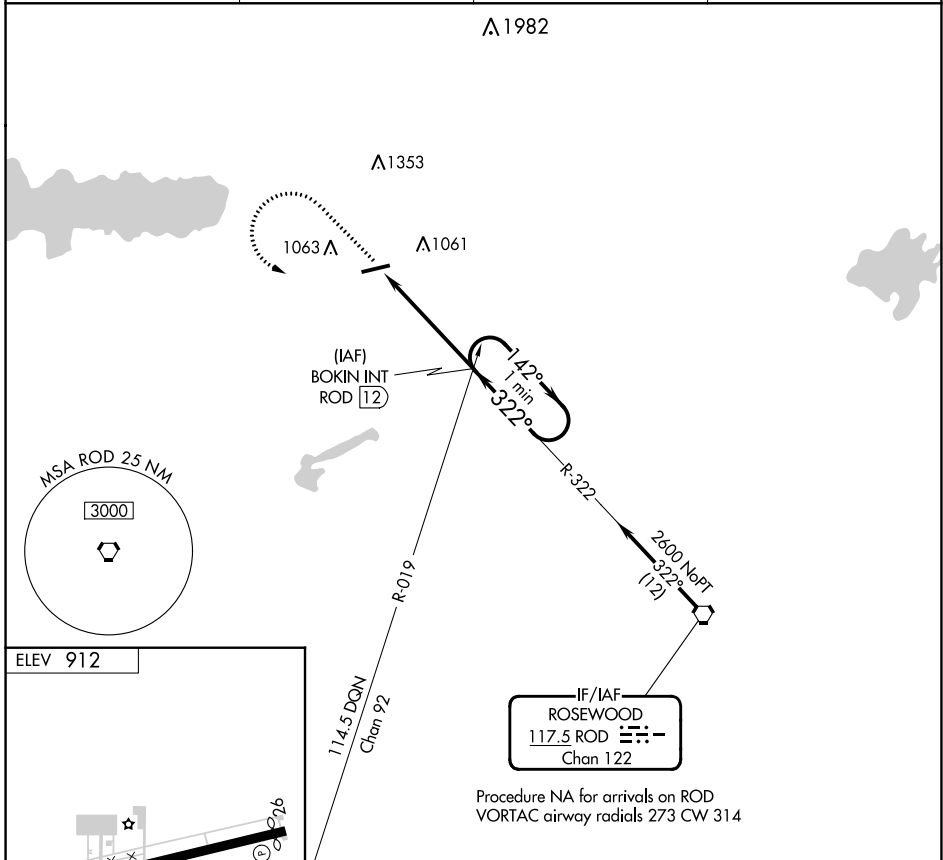 1982
1353
1063
1061
(IAF)
BOKIN INT
ROD 12
142°
1 min
322°
MSA ROD 25 NM
3000
R-322
2600 NoPT
322°
(12)
R-019
114.5 DQN
Chan 92
IF/IAF
ROSEWOOD
117.5 ROD
Chan 122
Procedure NA for arrivals on ROD
VORTAC airway radials 273 CW 314
ELEV 912
920
P